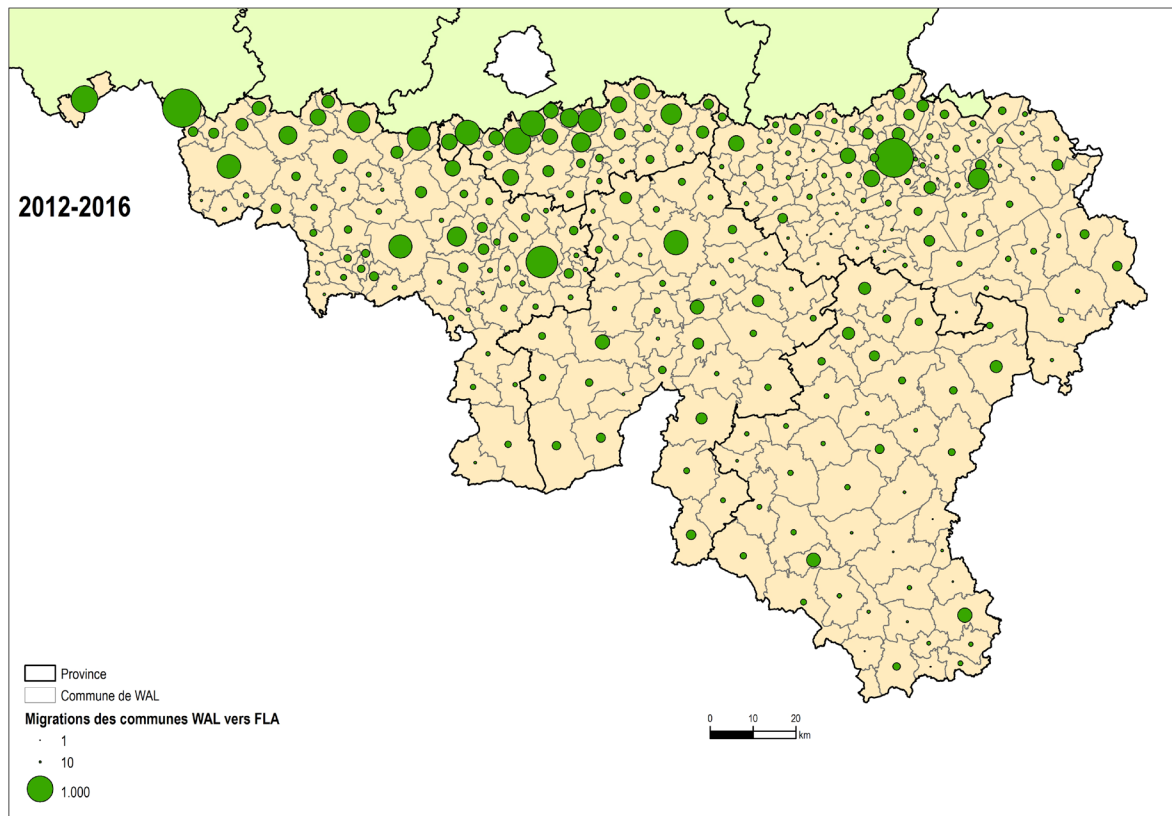 2012-2016
Province
Commune de WAL
Migrations des communes WAL vers FLA
1
10
1.000
0 10 20
km